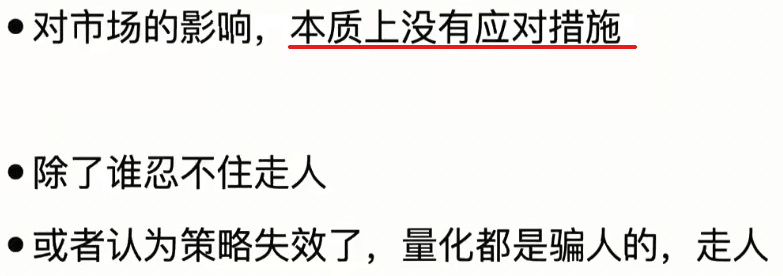 ●对市场的影响，本质上没有应对措施
●除了谁忍不住走人
●或者认为策略失效了，量化都是骗人的，走人